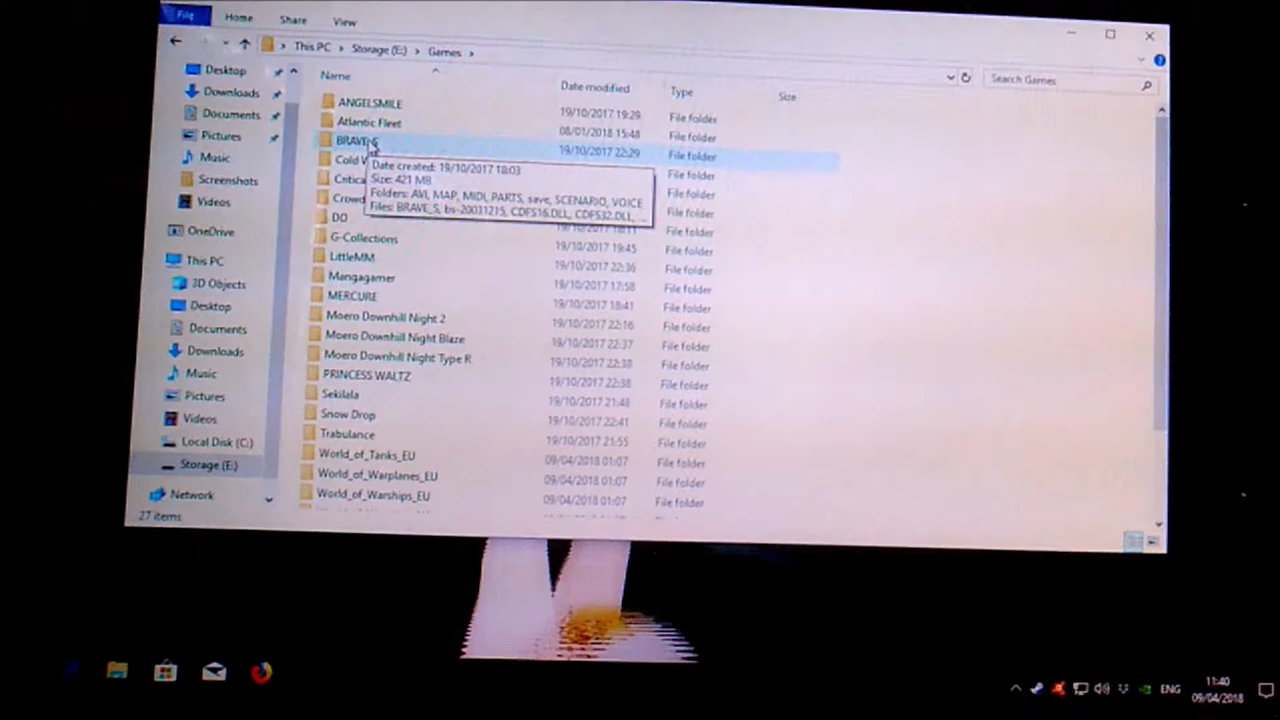 File Home Share View
This PC Storage (E:) Games
Search Games
Name Date modified Type Size
Desktop
Downloads
Documents
Pictures
Music
Screenshots
Videos
OneDrive
This PC
3D Objects
Desktop
Documents
Downloads
Music
Pictures
Videos
Local Disk (C:)
Storage (E:)
Network
27 items
ANGELSMILE 19/10/2017 19:29 File folder
Atlantic Fleet 08/01/2018 15:48 File folder
BRAVE_S 19/10/2017 22:29 File folder
Cold File folder
Critica File folder
Crowd File folder
DO 19/10/2017 18:11 File folder
G-Collections 19/10/2017 19:45 File folder
LittleMM 19/10/2017 22:36 File folder
Mangagamer 19/10/2017 17:58 File folder
MERCURE 19/10/2017 18:41 File folder
Moero Downhill Night 2 19/10/2017 22:16 File folder
Moero Downhill Night Blaze 19/10/2017 22:37 File folder
Moero Downhill Night Type R 19/10/2017 22:38 File folder
PRINCESS WALTZ 19/10/2017 22:38 File folder
Sekilala 19/10/2017 21:48 File folder
Snow Drop 19/10/2017 22:41 File folder
Trabulance 19/10/2017 21:55 File folder
World_of_Tanks_EU 09/04/2018 01:07 File folder
World_of_Warplanes_EU 09/04/2018 01:07 File folder
World_of_Warships_EU 09/04/2018 01:07 File folder
Date created: 19/10/2017 18:03
Size: 421 MB
Folders: AVI, MAP, MIDI, PARTS, save, SCENARIO, VOICE
Files: BRAVE_S, bs-20031215, CDFS16.DLL, CDFS32.DLL, ...
ENG
11:40
09/04/2018